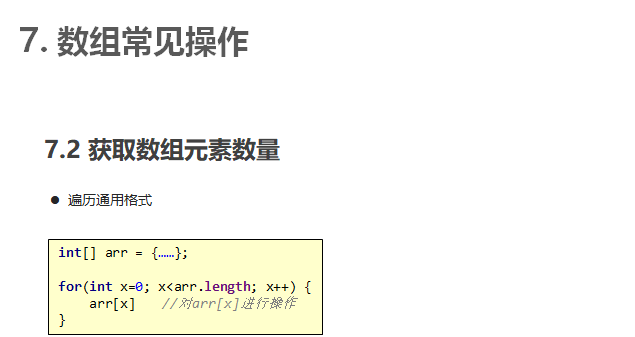 7. 数组常见操作
7.2 获取数组元素数量
● 遍历通用格式
int[] arr = {……};
for(int x=0; x<arr.length; x++) {
    arr[x]    //对arr[x]进行操作
}